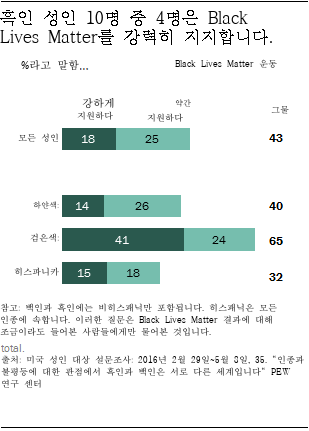 흑인 성인 10명 중 4명은 Black
Lives Matter를 강력히 지지합니다.
%라고 말함...
Black Lives Matter 운동
강하게
지원하다
약간
지원하다
그물
모든 성인
18
25
43
하얀색:
14
26
40
검은색:
41
24
65
히스파니카
15
18
32
참고: 백인과 흑인에는 비히스패닉만 포함됩니다. 히스패닉은 모든
인종에 속합니다. 이러한 질문은 Black Lives Matter 결과에 대해
조금이라도 들어본 사람들에게만 물어본 것입니다.
total.
출처: 미국 성인 대상 설문조사: 2016년 2월 29일~5월 8일, 35. "인종과
불평등에 대한 관점에서 흑인과 백인은 서로 다른 세계입니다" PEW
연구 센터